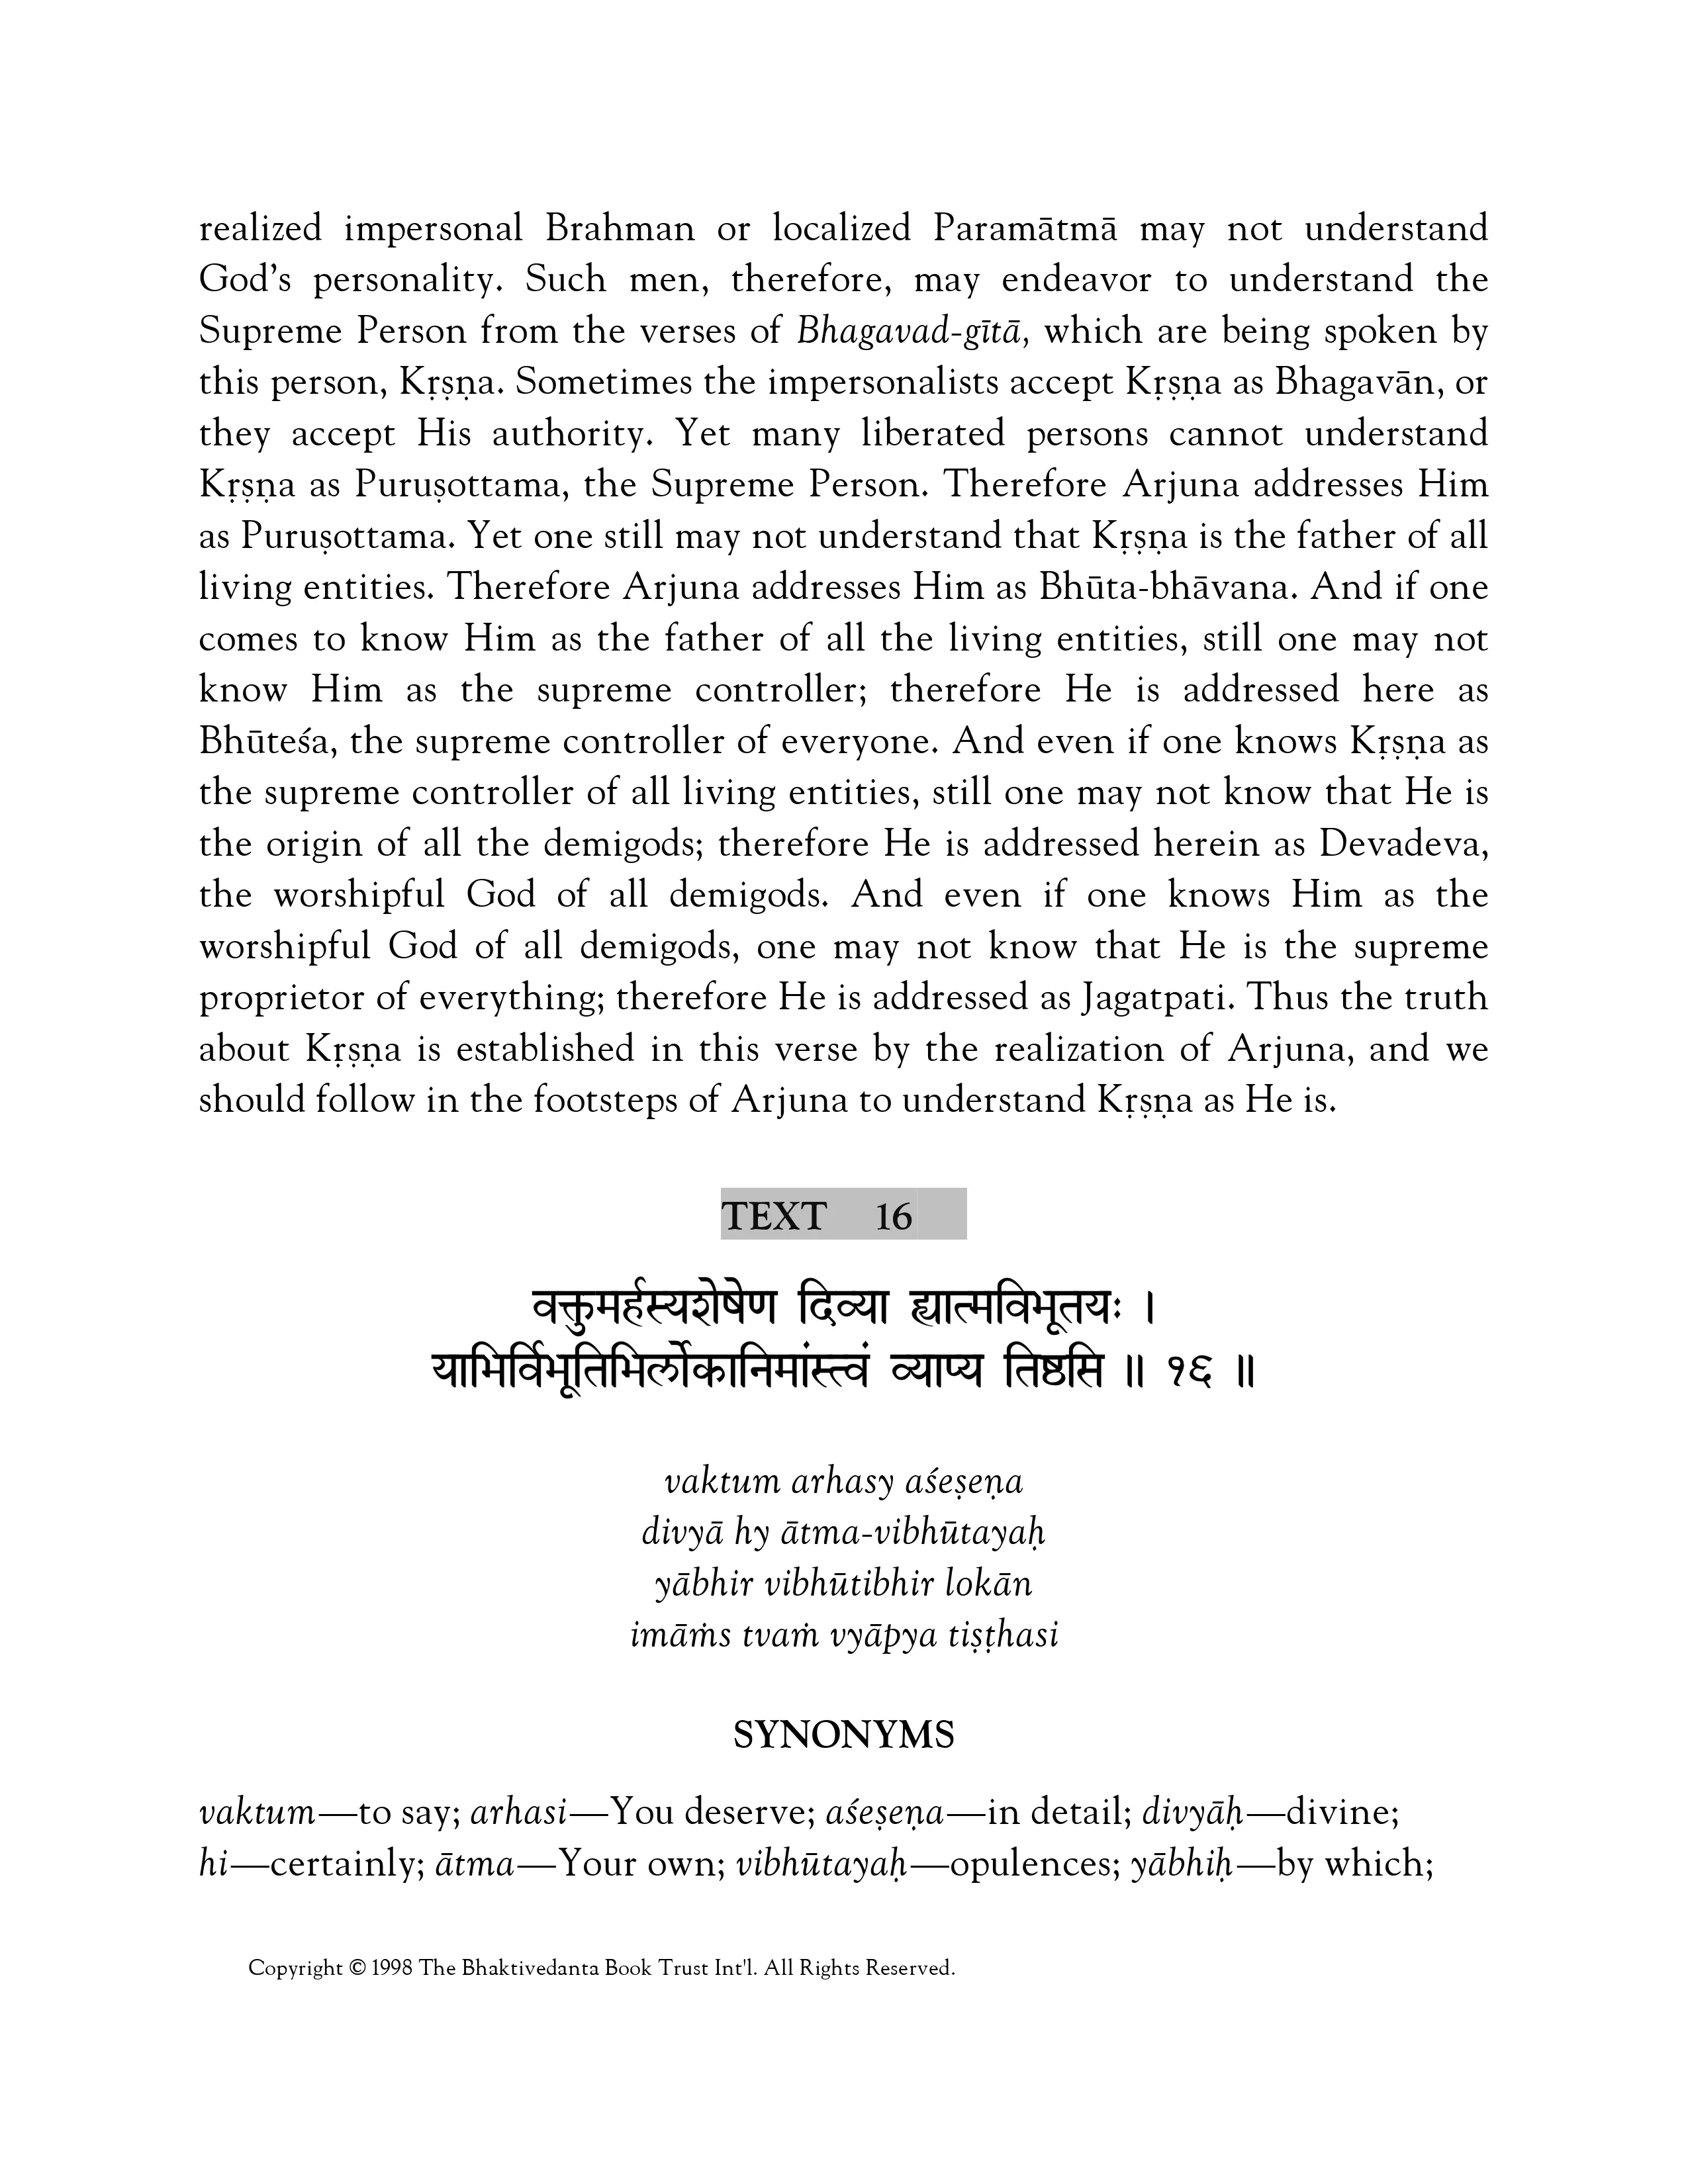 realized impersonal Brahman or localized Paramātmā may not understand
God’s personality. Such men, therefore, may endeavor to understand the
Supreme Person from the verses of Bhagavad-gītā, which are being spoken by
this person, Kṛṣṇa. Sometimes the impersonalists accept Kṛṣṇa as Bhagavān, or
they accept His authority. Yet many liberated persons cannot understand
Kṛṣṇa as Puruṣottama, the Supreme Person. Therefore Arjuna addresses Him
as Puruṣottama. Yet one still may not understand that Kṛṣṇa is the father of all
living entities. Therefore Arjuna addresses Him as Bhūta-bhāvana. And if one
comes to know Him as the father of all the living entities, still one may not
know Him as the supreme controller; therefore He is addressed here as
Bhūteśa, the supreme controller of everyone. And even if one knows Kṛṣṇa as
the supreme controller of all living entities, still one may not know that He is
the origin of all the demigods; therefore He is addressed herein as Devadeva,
the worshipful God of all demigods. And even if one knows Him as the
worshipful God of all demigods, one may not know that He is the supreme
proprietor of everything; therefore He is addressed as Jagatpati. Thus the truth
about Kṛṣṇa is established in this verse by the realization of Arjuna, and we
should follow in the footsteps of Arjuna to understand Kṛṣṇa as He is.
TEXT 16
वक्तुमर्हस्यशेषेण दिव्या ह्यात्मविभूतयः ।
याभिर्विभूतिभिर्लोकानिमांस्त्वं व्याप्य तिष्ठसि ॥ १६ ॥
vaktum arhasy aśeṣeṇa
divyā hy ātma-vibhūtayaḥ
yābhir vibhūtibhir lokān
imāṁs tvaṁ vyāpya tiṣṭhasi
SYNONYMS
vaktum—to say; arhasi—You deserve; aśeṣeṇa—in detail; divyāḥ—divine;
hi—certainly; ātma—Your own; vibhūtayaḥ—opulences; yābhiḥ—by which;
Copyright © 1998 The Bhaktivedanta Book Trust Int'l. All Rights Reserved.